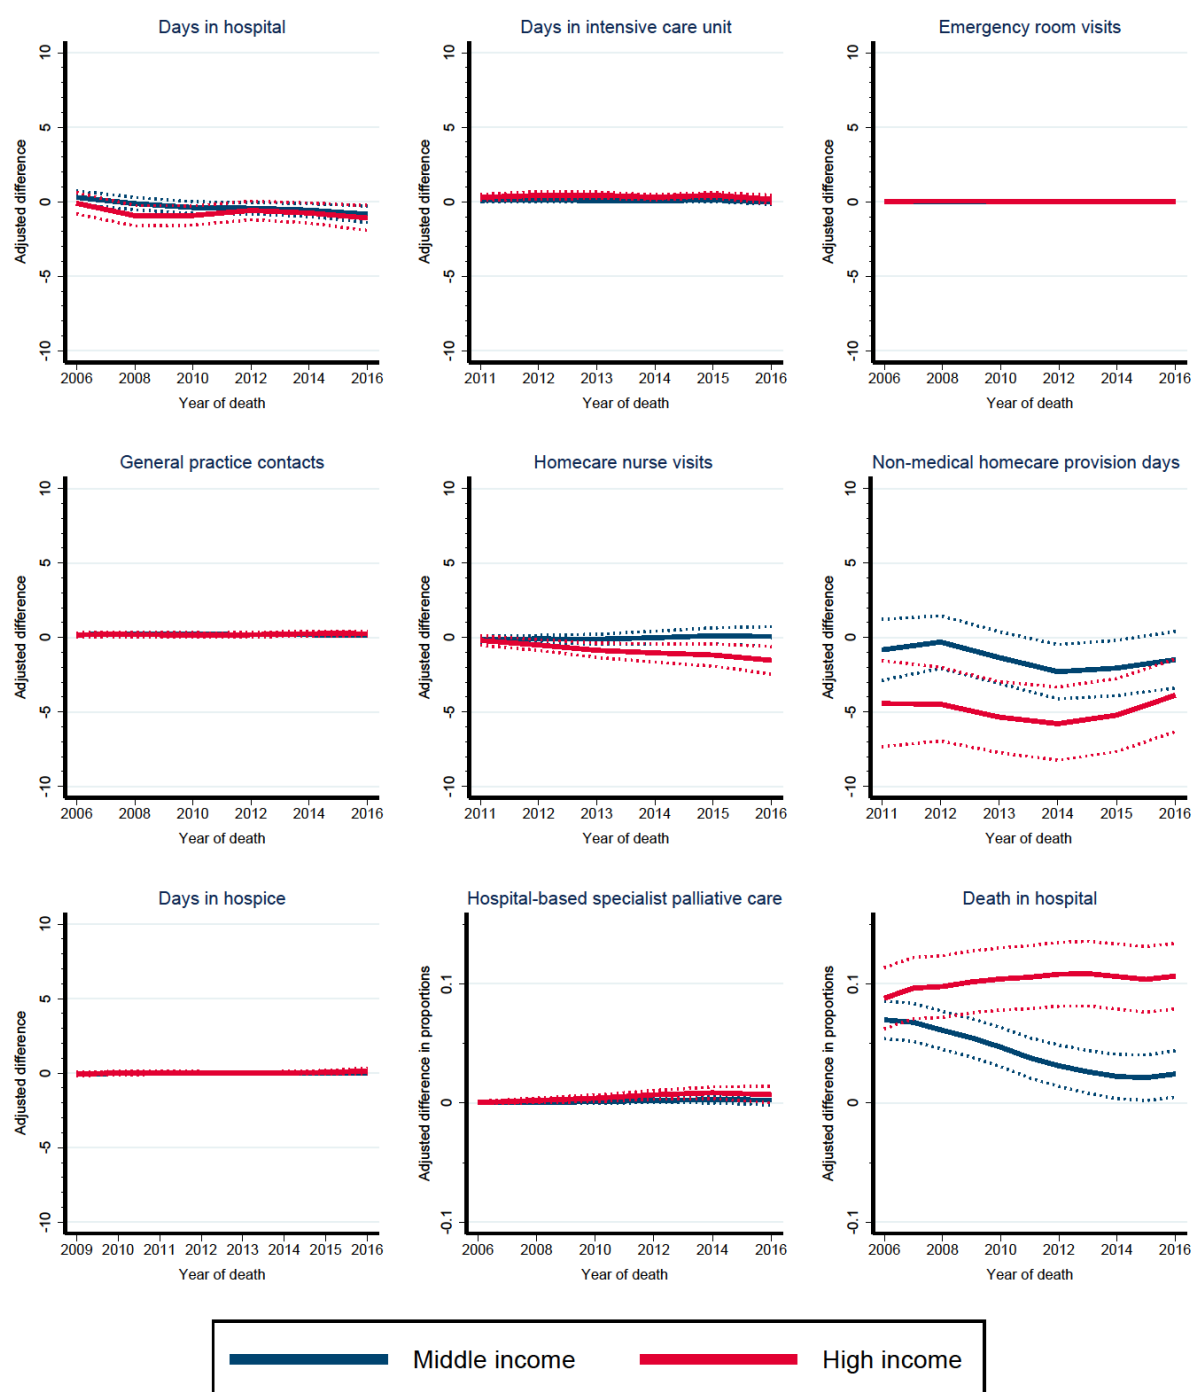 Days in hospital
Adjusted difference
10
5
0
-5
-10
2006 2008 2010 2012 2014 2016
Year of death
Days in intensive care unit
Adjusted difference
10
5
0
-5
-10
2011 2012 2013 2014 2015 2016
Year of death
Emergency room visits
Adjusted difference
10
5
0
-5
-10
2006 2008 2010 2012 2014 2016
Year of death
General practice contacts
Adjusted difference
10
5
0
-5
-10
2006 2008 2010 2012 2014 2016
Year of death
Homecare nurse visits
Adjusted difference
10
5
0
-5
-10
2011 2012 2013 2014 2015 2016
Year of death
Non-medical homecare provision days
Adjusted difference
10
5
0
-5
-10
2011 2012 2013 2014 2015 2016
Year of death
Days in hospice
Adjusted difference
10
5
0
-5
-10
2009 2010 2011 2012 2013 2014 2015 2016
Year of death
Hospital-based specialist palliative care
Adjusted difference in proportions
0.1
0
-0.1
2006 2008 2010 2012 2014 2016
Year of death
Death in hospital
Adjusted difference in proportions
0.1
0
-0.1
2006 2008 2010 2012 2014 2016
Year of death
Middle income
High income